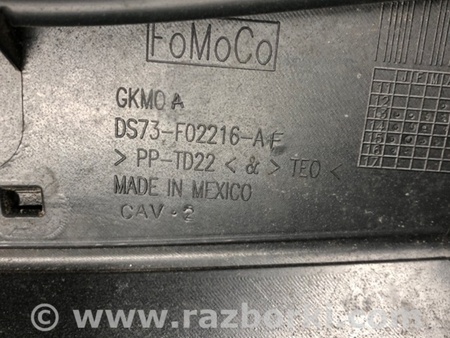 FoMoCo
GKMO A
DS73-F02216-AF
> PP-TD22 < & > TEO <
MADE IN MEXICO
CAV-2
© www.razborki.com